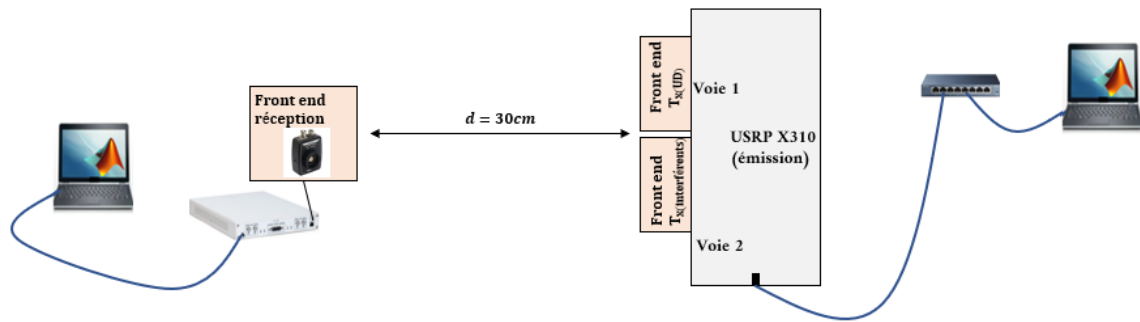 Front end
réception
d = 30cm
Front end
Tx(UD)
Front end
Tx(interférents)
Voie 1
USRP X310
(émission)
Voie 2